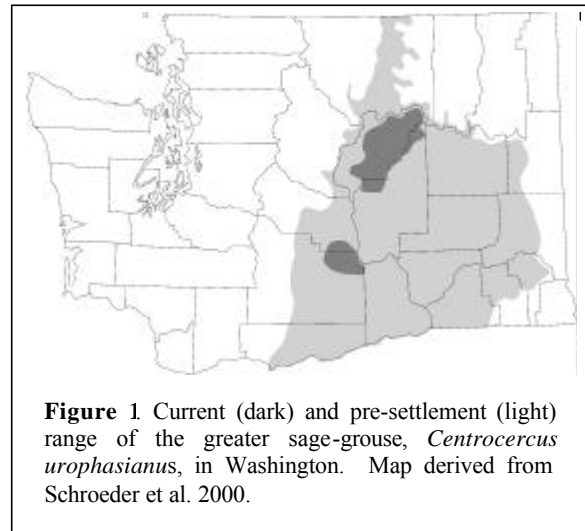 Figure 1 Current (dark) and pre-settlement (light)
range of the greater sage-grouse, Centrocercus
urophasianus, in Washington. Map derived from
Schroeder et al. 2000.